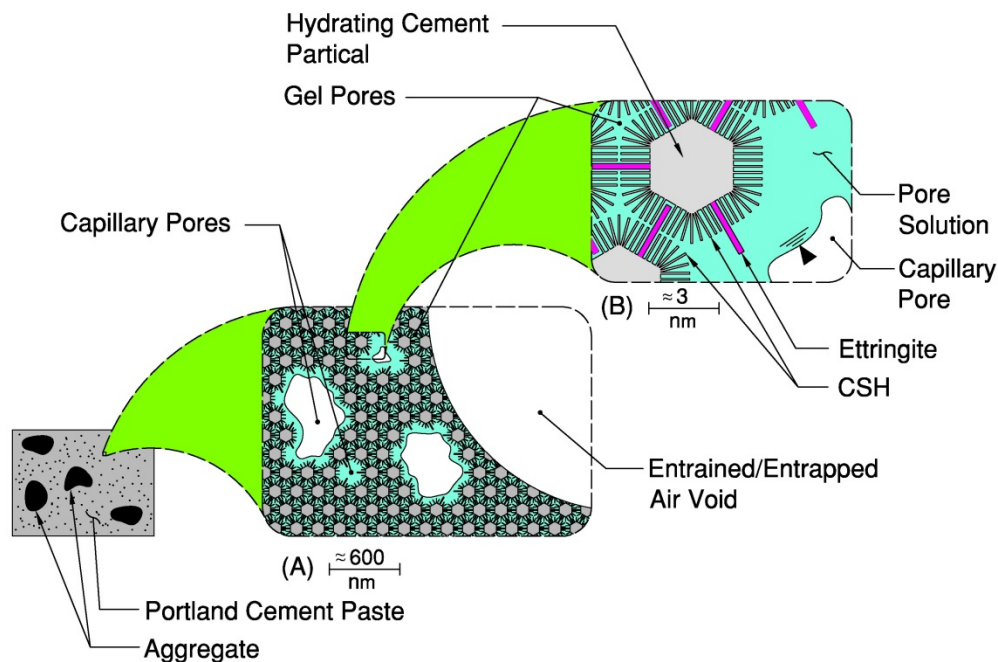 Hydrating Cement
Partical
Gel Pores
Capillary Pores
Pore
Solution
Capillary
Pore
(B) ≈3
nm
Ettringite
CSH
Entrained/Entrapped
Air Void
(A) ≈600
nm
Portland Cement Paste
Aggregate